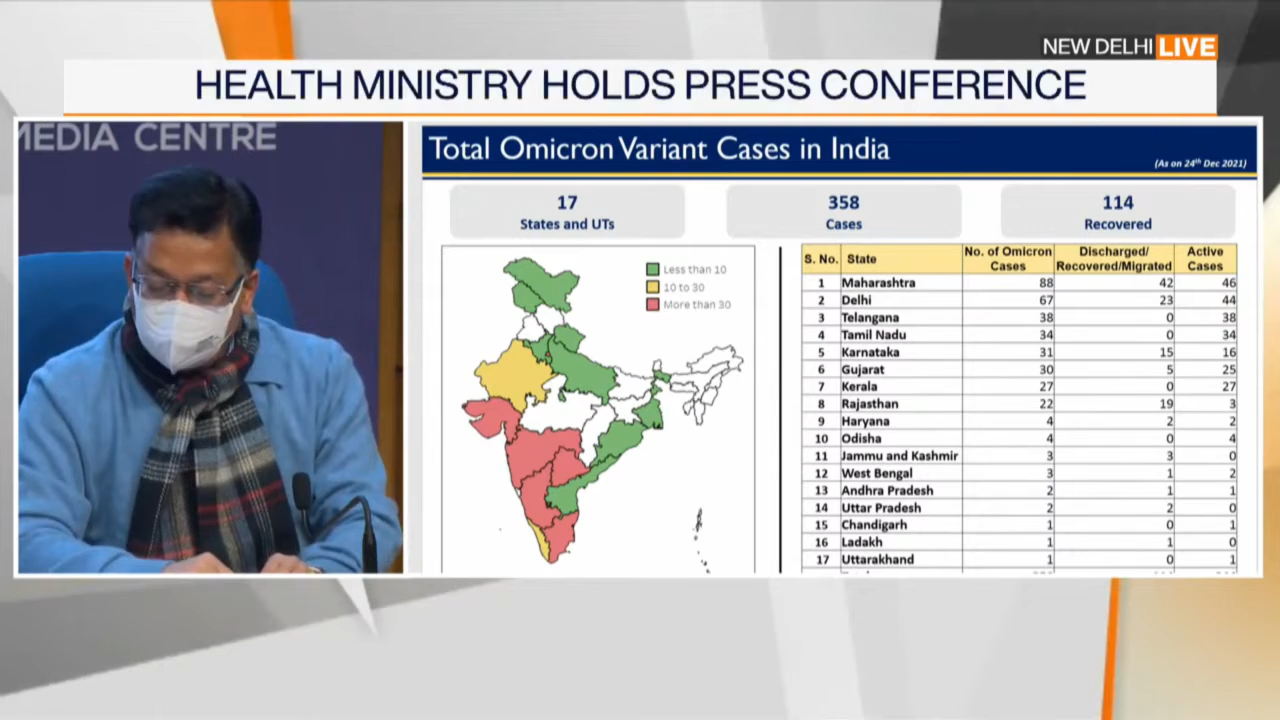 NEW DELHI LIVE
HEALTH MINISTRY HOLDS PRESS CONFERENCE
MEDIA CENTRE
Total Omicron Variant Cases in India
(As on 24th Dec 2021)
17
States and UTs
358
Cases
114
Recovered
Less than 10
10 to 30
More than 30
S. No. State No. of Omicron Cases Discharged/ Recovered/Migrated Active Cases
1 Maharashtra 88 42 46
2 Delhi 67 23 44
3 Telangana 38 0 38
4 Tamil Nadu 34 0 34
5 Karnataka 31 15 16
6 Gujarat 30 5 25
7 Kerala 27 0 27
8 Rajasthan 22 19 3
9 Haryana 4 2 2
10 Odisha 4 0 4
11 Jammu and Kashmir 3 3 0
12 West Bengal 3 1 2
13 Andhra Pradesh 2 1 1
14 Uttar Pradesh 2 2 0
15 Chandigarh 1 0 1
16 Ladakh 1 1 0
17 Uttarakhand 1 0 1